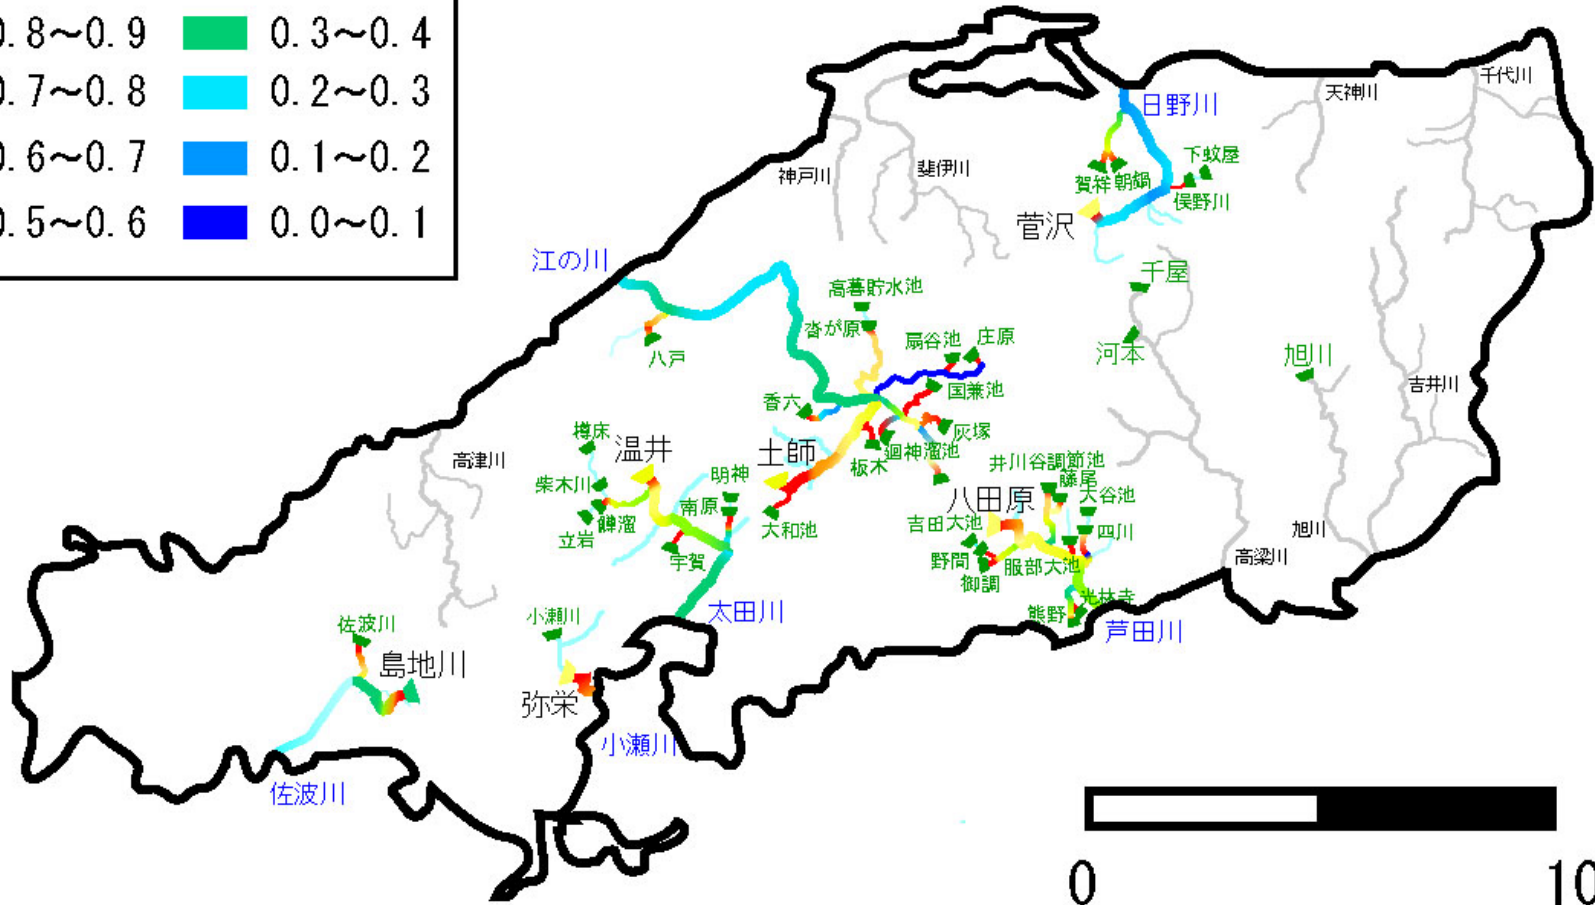 0.8～0.9 0.3～0.4
0.7～0.8 0.2～0.3
0.6～0.7 0.1～0.2
0.5～0.6 0.0～0.1
千代川
天神川
日野川
下蚊屋
神戸川
斐伊川
賀祥
朝鍋
俣野川
菅沢
江の川
千屋
高暮貯水池
沓が原
扇谷池
庄原
河本
旭川
八戸
吉井川
国兼池
香六
樽床
温井
土師
灰塚
高津川
廻神溜池
板木
井川谷調節池
明神
柴木川
藤尾
大谷池
南原
八田原
鱒溜
吉田大池
立岩
大和池
四川
旭川
宇賀
野間
服部大池
高梁川
御調
小瀬川
太田川
光林寺
熊野
佐波川
芦田川
島地川
弥栄
小瀬川
佐波川
0
10